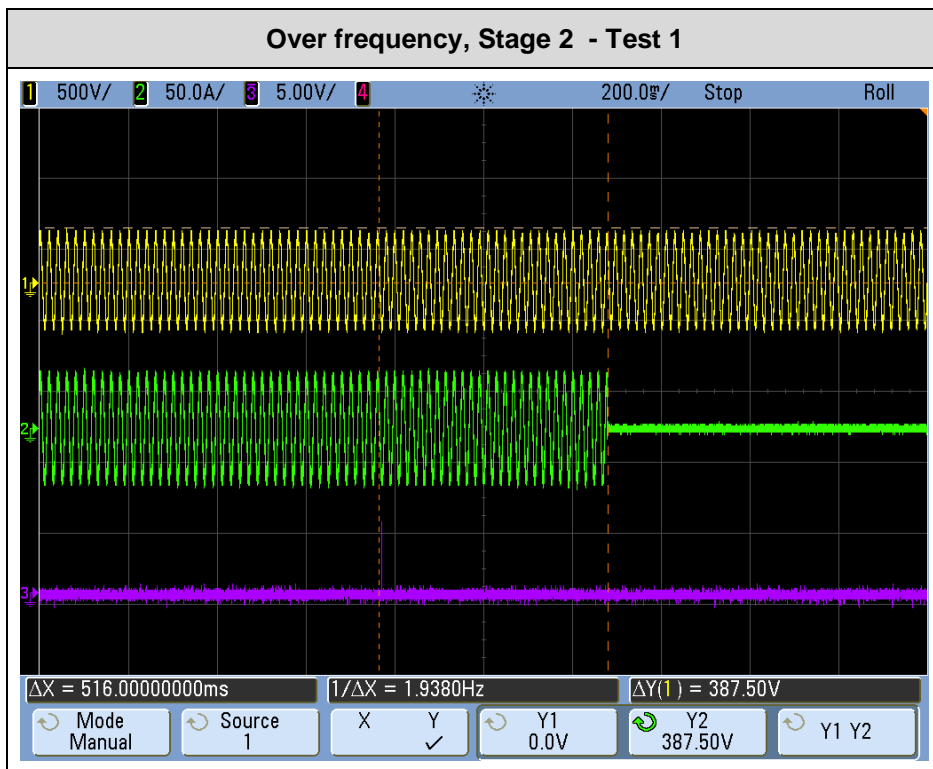 Over frequency, Stage 2 - Test 1
1 500V/ 2 50.0A/ 3 5.00V/ 4 200.0ms/ Stop Roll
1
2
3
ΔX = 516.00000000ms 1/ΔX = 1.9380Hz ΔY(1) = 387.50V
Mode Source X Y Y1 Y2 Y1 Y2
Manual 1 ✓ 0.0V 387.50V